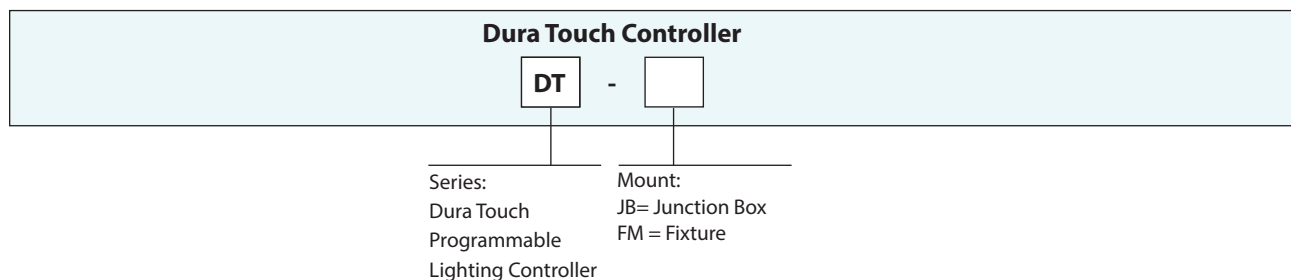 Dura Touch Controller
DT -
Series:
Dura Touch
Programmable
Lighting Controller
Mount:
JB= Junction Box
FM = Fixture